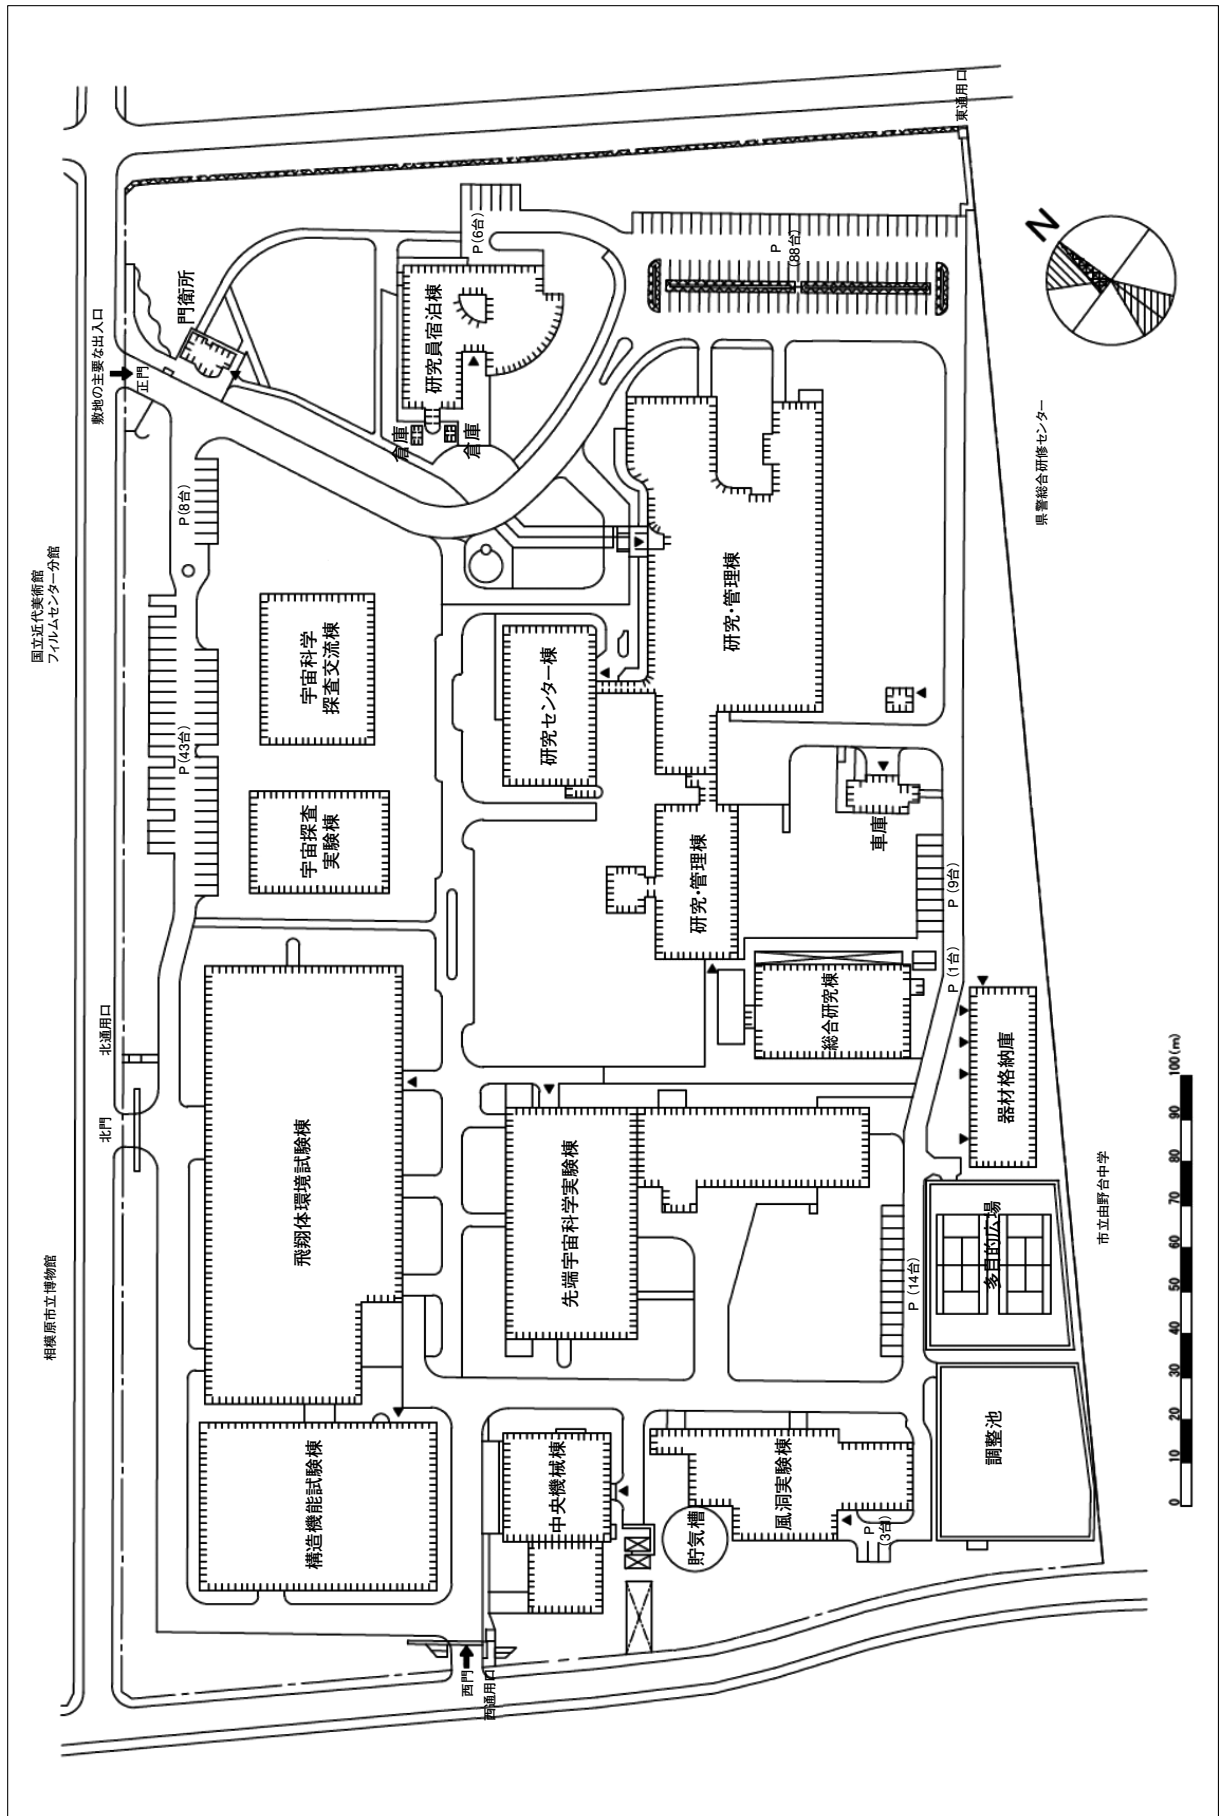 N
東通用口
P(6台)
P
(88台)
門衛所
研究員宿泊棟
敷地の主要な出入口
正門
倉庫
倉庫
県警総合研修センター
P(8台)
国立近代美術館
フィルムセンター分館
宇宙科学
探査交流棟
研究センター棟
研究・管理棟
P(43台)
宇宙探査
実験棟
研究・管理棟
車庫
P(9台)
P(1台)
総合研究棟
器材格納庫
北通用口
北門
飛翔体環境試験棟
先端宇宙科学実験棟
多目的広場
市立由野台中学
P(14台)
相模原市立博物館
構造機能試験棟
中央機械棟
風洞実験棟
貯気槽
P
(3台)
調整池
西門
西通用口
0 10 20 30 40 50 60 70 80 90 100(m)